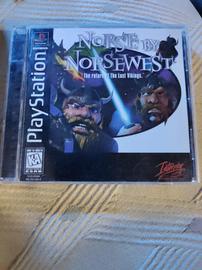 PlayStation
NORSE BY
NORSEWEST
The return of The Lost Vikings
Interplay